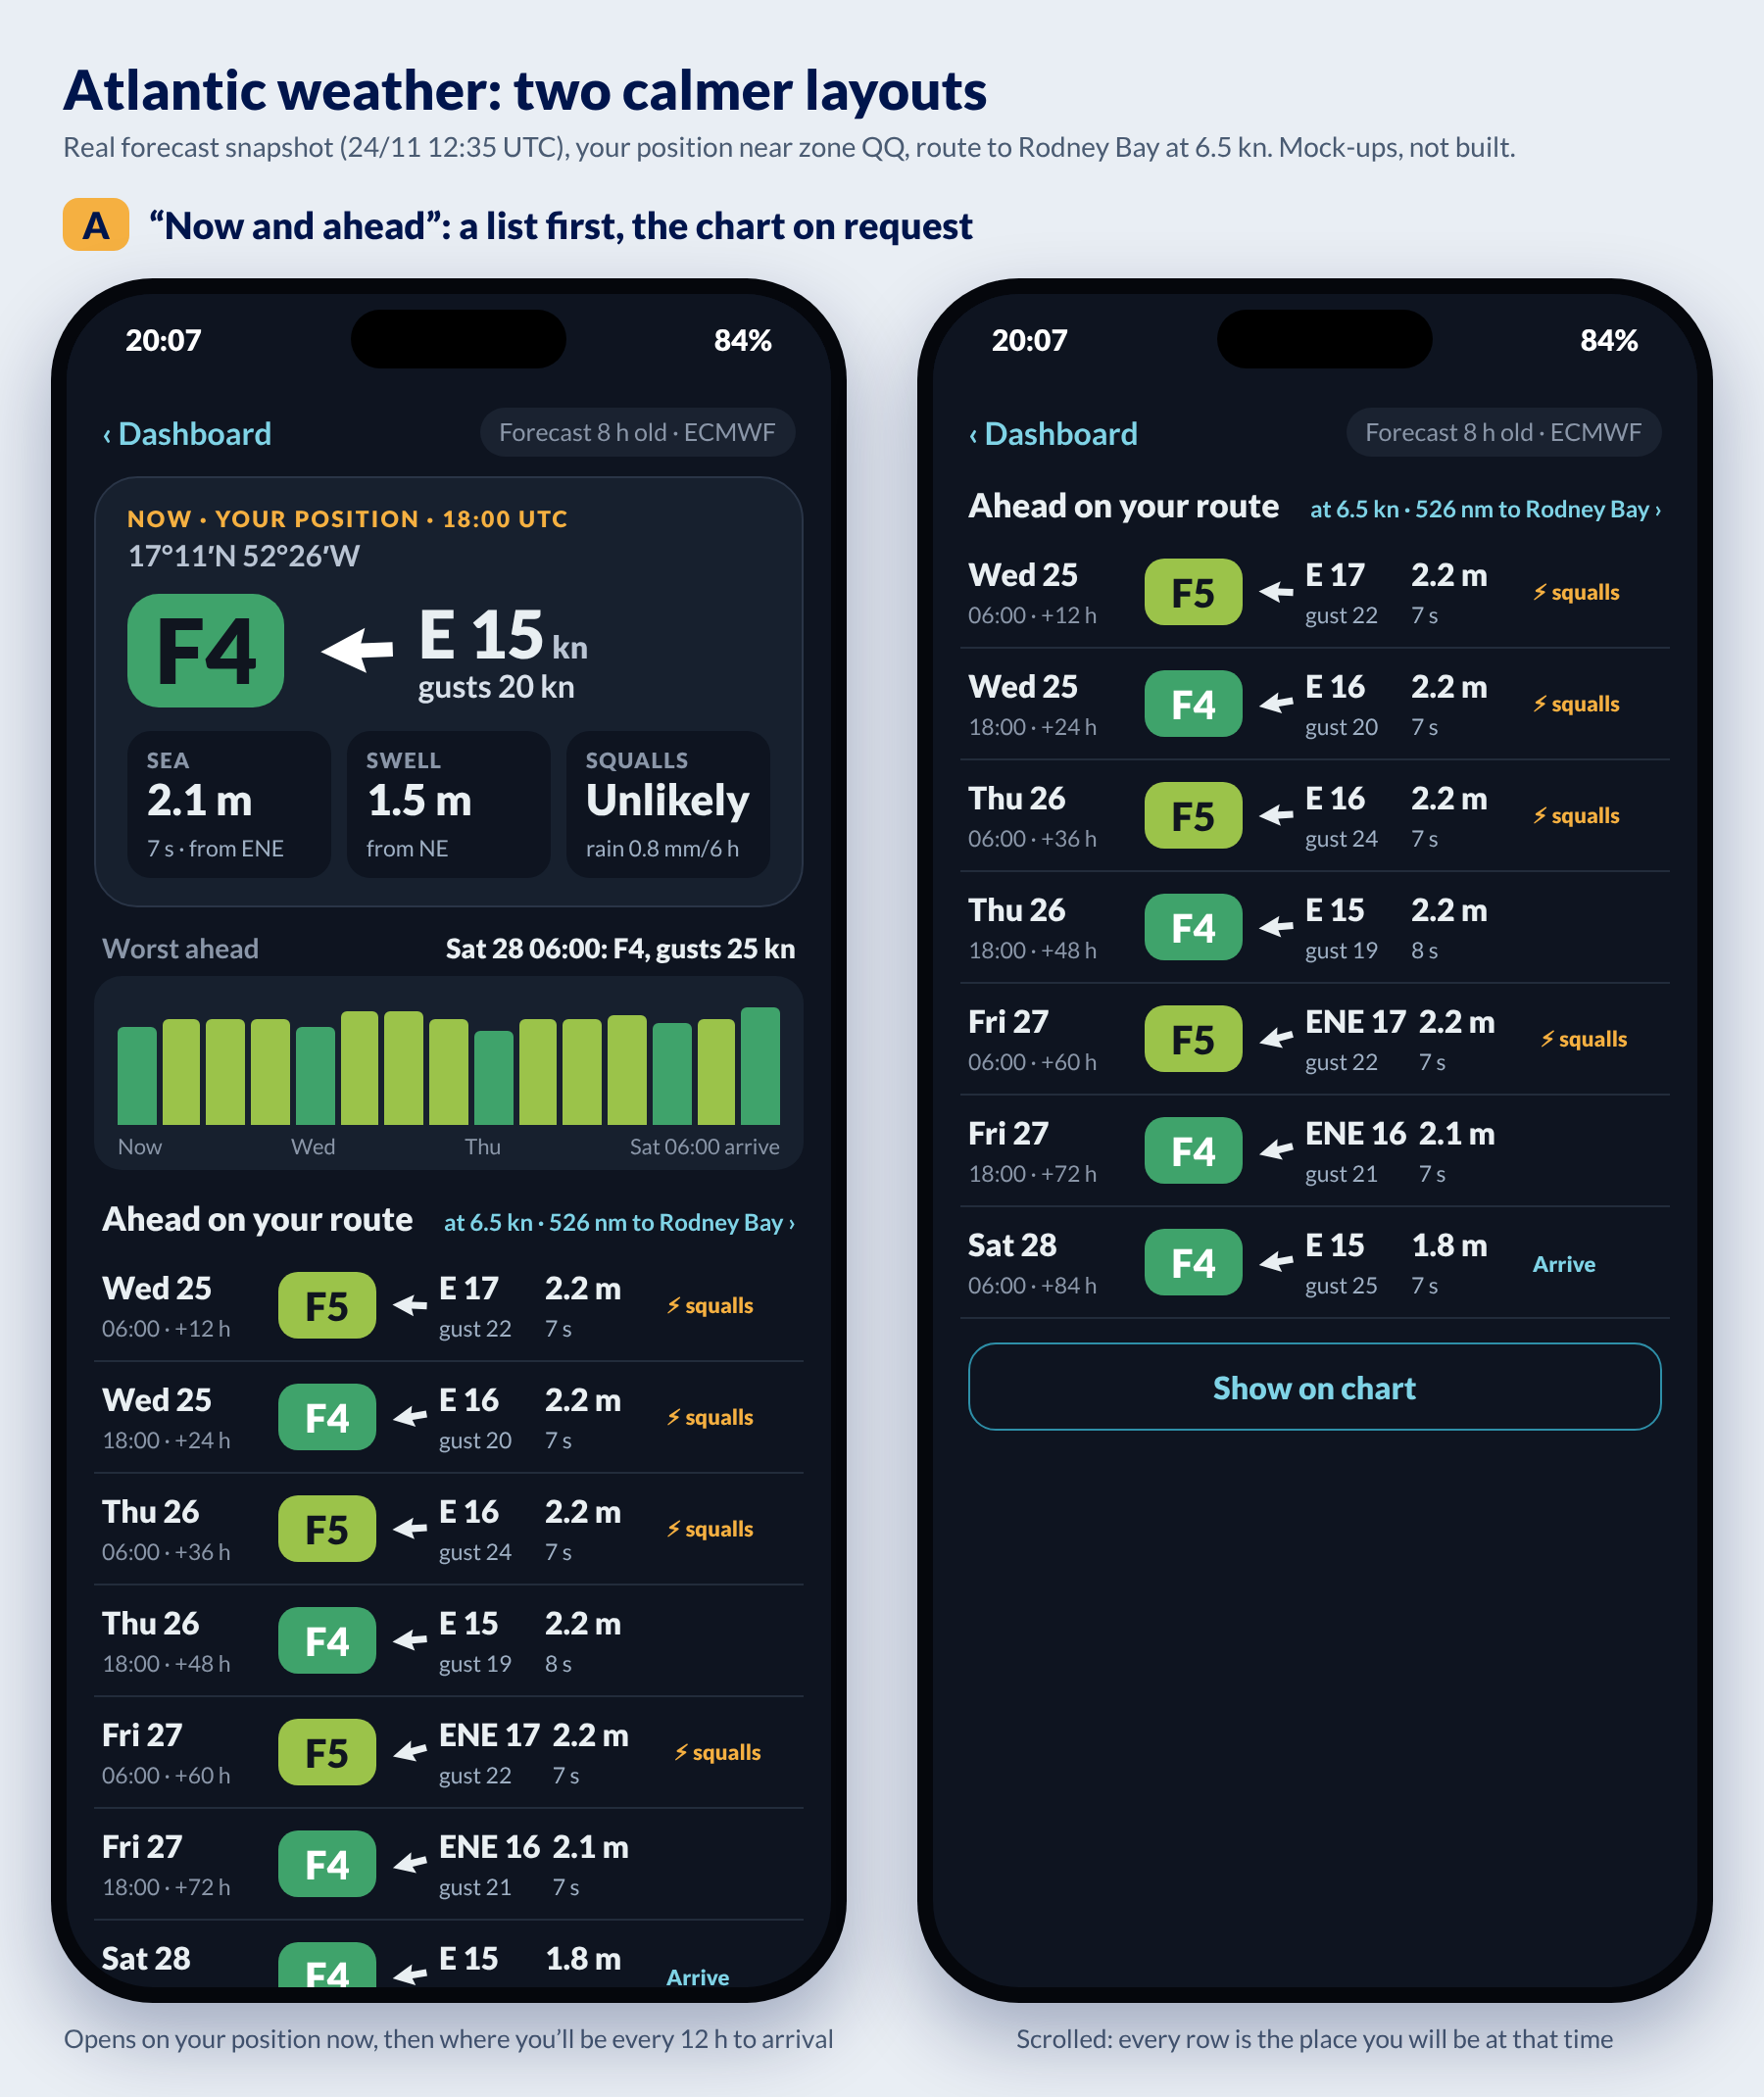 Atlantic weather: two calmer layouts
Real forecast snapshot (24/11 12:35 UTC), your position near zone QQ, route to Rodney Bay at 6.5 kn. Mock-ups, not built.
A “Now and ahead”: a list first, the chart on request
20:07 84%
‹ Dashboard Forecast 8 h old · ECMWF
NOW · YOUR POSITION · 18:00 UTC
17°11′N 52°26′W
F4 E 15 kn
gusts 20 kn
SEA SWELL SQUALLS
2.1 m 1.5 m Unlikely
7 s · from ENE from NE rain 0.8 mm/6 h
Worst ahead Sat 28 06:00: F4, gusts 25 kn
Now Wed Thu Sat 06:00 arrive
Ahead on your route at 6.5 kn · 526 nm to Rodney Bay ›
Wed 25 F5 E 17 2.2 m ⚡ squalls
06:00 · +12 h gust 22 7 s
Wed 25 F4 E 16 2.2 m ⚡ squalls
18:00 · +24 h gust 20 7 s
Thu 26 F5 E 16 2.2 m ⚡ squalls
06:00 · +36 h gust 24 7 s
Thu 26 F4 E 15 2.2 m
18:00 · +48 h gust 19 8 s
Fri 27 F5 ENE 17 2.2 m ⚡ squalls
06:00 · +60 h gust 22 7 s
Fri 27 F4 ENE 16 2.1 m
18:00 · +72 h gust 21 7 s
Sat 28 F4 E 15 1.8 m Arrive
Opens on your position now, then where you’ll be every 12 h to arrival
20:07 84%
‹ Dashboard Forecast 8 h old · ECMWF
Ahead on your route at 6.5 kn · 526 nm to Rodney Bay ›
Wed 25 F5 E 17 2.2 m ⚡ squalls
06:00 · +12 h gust 22 7 s
Wed 25 F4 E 16 2.2 m ⚡ squalls
18:00 · +24 h gust 20 7 s
Thu 26 F5 E 16 2.2 m ⚡ squalls
06:00 · +36 h gust 24 7 s
Thu 26 F4 E 15 2.2 m
18:00 · +48 h gust 19 8 s
Fri 27 F5 ENE 17 2.2 m ⚡ squalls
06:00 · +60 h gust 22 7 s
Fri 27 F4 ENE 16 2.1 m
18:00 · +72 h gust 21 7 s
Sat 28 F4 E 15 1.8 m Arrive
06:00 · +84 h gust 25 7 s
Show on chart
Scrolled: every row is the place you will be at that time